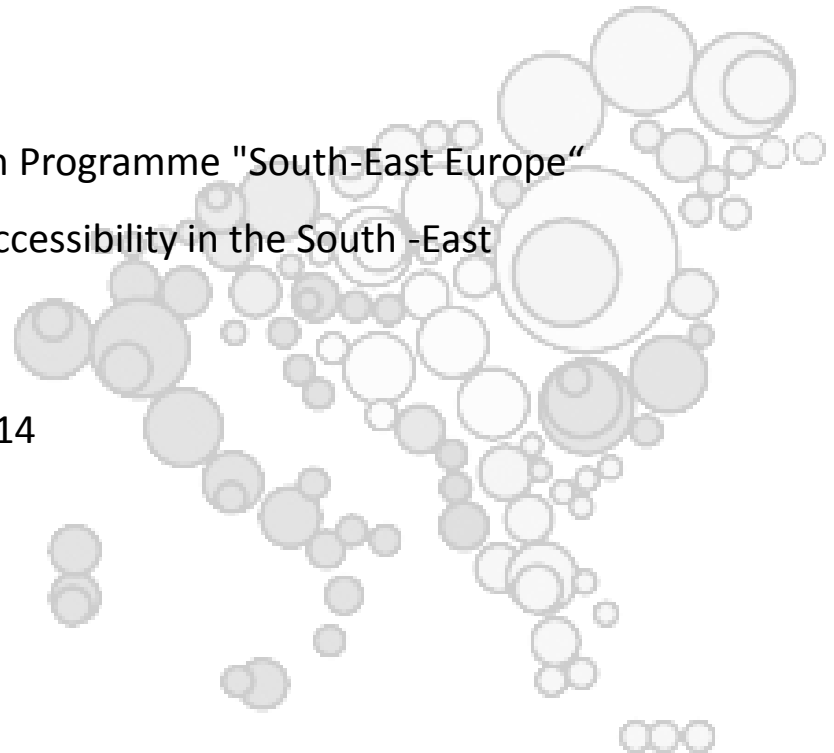 n Programme "South-East Europe“
ccessibility in the South -East
14